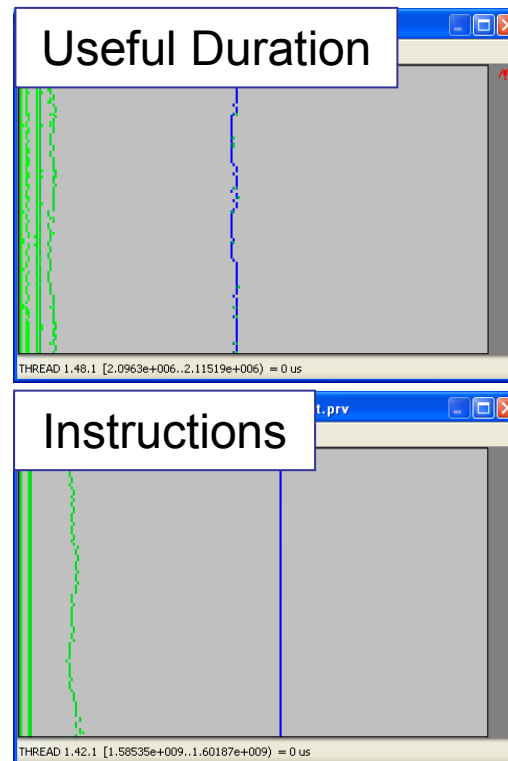 Useful Duration
THREAD 1.48.1 [2.0963e+006..2.11519e+006) = 0 us
Instructions
t.prv
THREAD 1.42.1 [1.58535e+009..1.60187e+009) = 0 us